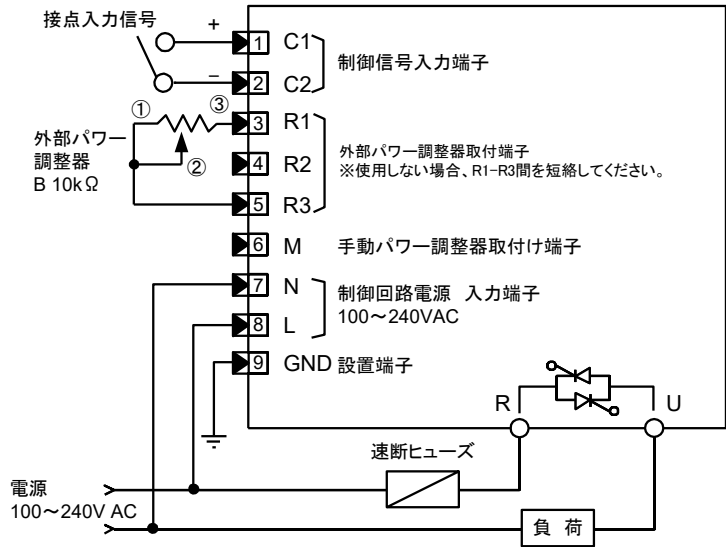 接点入力信号
+
−
1 C1
2 C2
制御信号入力端子
① ③
②
外部パワー
調整器
B 10kΩ
3 R1
4 R2
5 R3
外部パワー調整器取付端子
※使用しない場合、R1-R3間を短絡してください。
6 M 手動パワー調整器取付け端子
7 N
8 L
制御回路電源 入力端子
100～240VAC
9 GND 設置端子
R U
速断ヒューズ
電源
100～240V AC
負 荷